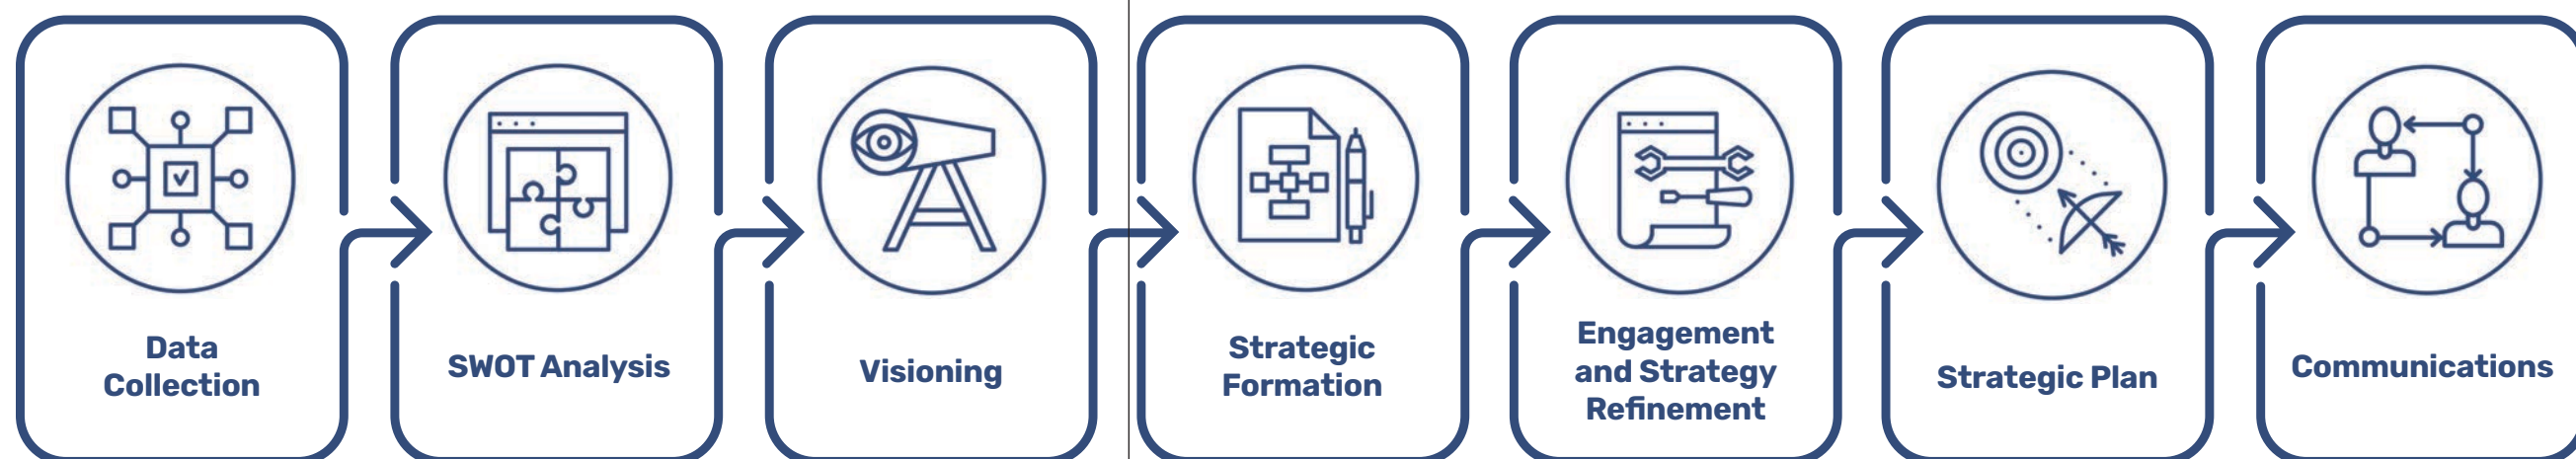 Data
Collection
SWOT Analysis
Visioning
Strategic
Formation
Engagement
and Strategy
Refinement
Strategic Plan
Communications